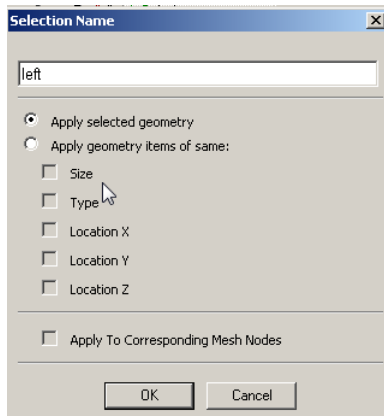 Selection Name
left
Apply selected geometry
Apply geometry items of same:
Size
Type
Location X
Location Y
Location Z
Apply To Corresponding Mesh Nodes
OK Cancel